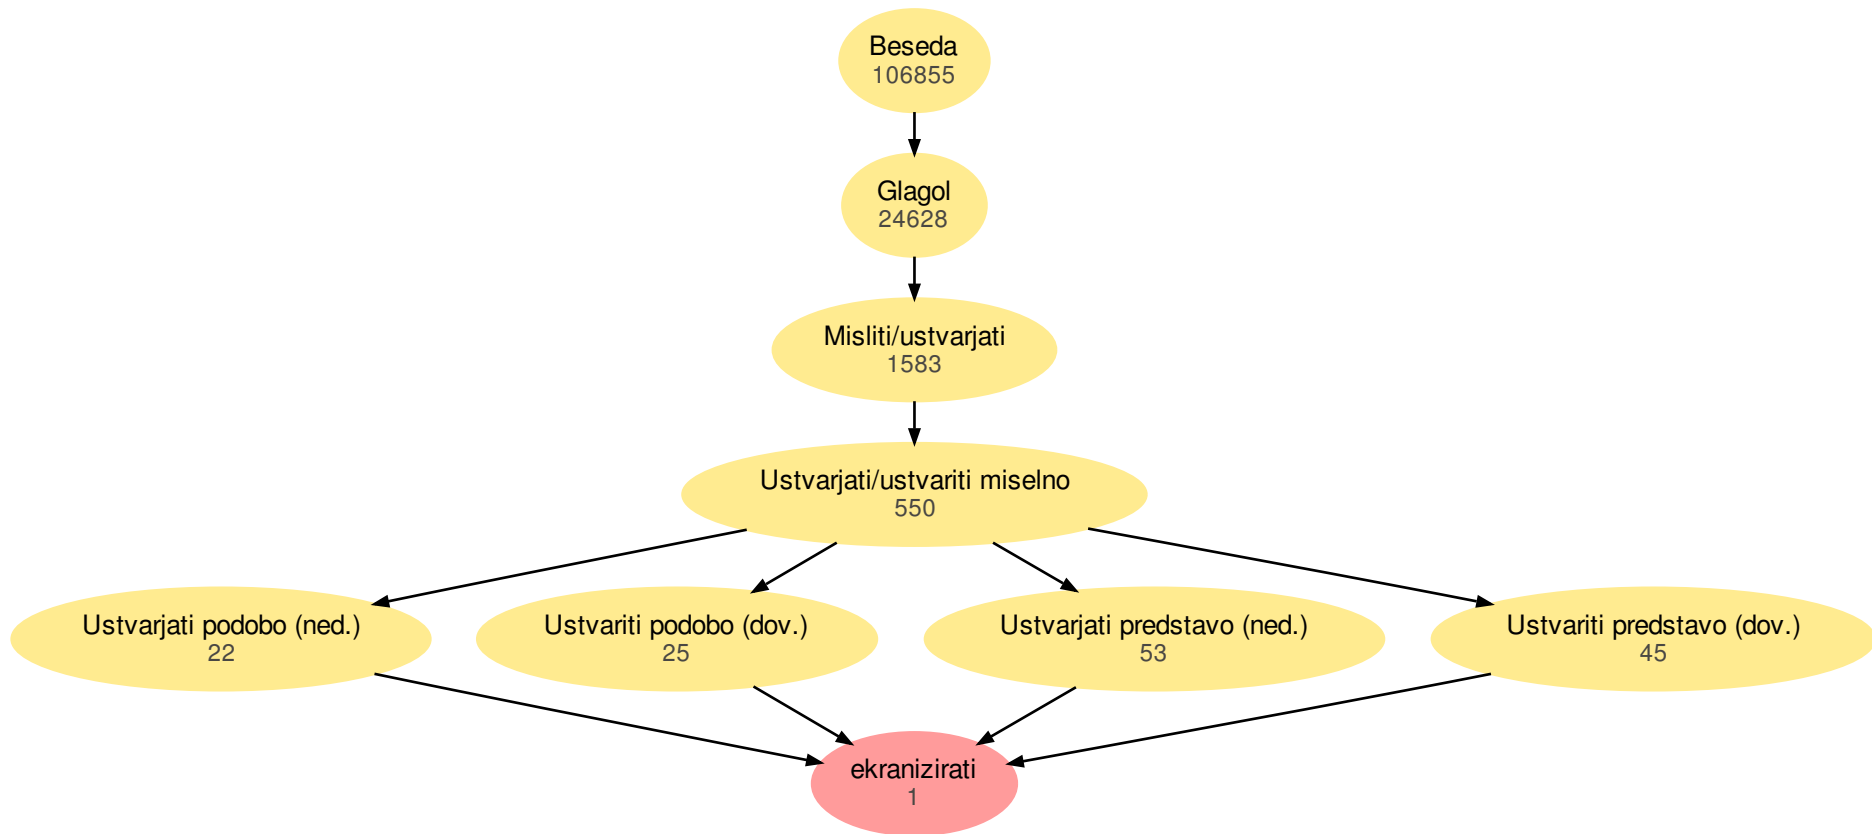 Beseda
106855
Glagol
24628
Misliti/ustvarjati
1583
Ustvarjati/ustvariti miselno
550
Ustvarjati podobo (ned.)
22
Ustvariti podobo (dov.)
25
Ustvarjati predstavo (ned.)
53
Ustvariti predstavo (dov.)
45
ekranizirati
1